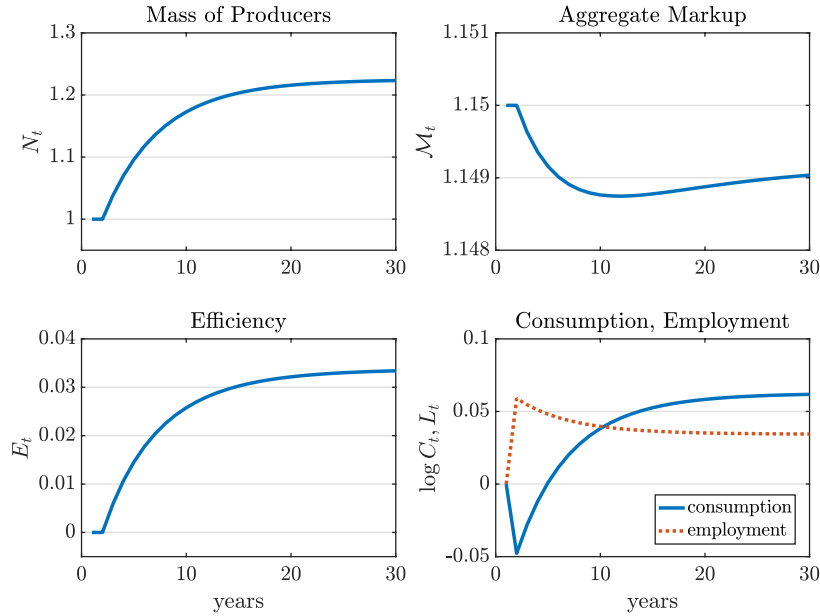 Mass of Producers
1.3
1.2
1.1
1
N_t
0 10 20 30
Aggregate Markup
1.151
1.15
1.149
1.148
ℳ_t
0 10 20 30
Efficiency
0.04
0.03
0.02
0.01
0
E_t
0 10 20 30
years
Consumption, Employment
0.1
0.05
0
-0.05
log C_t, L_t
consumption
employment
0 10 20 30
years